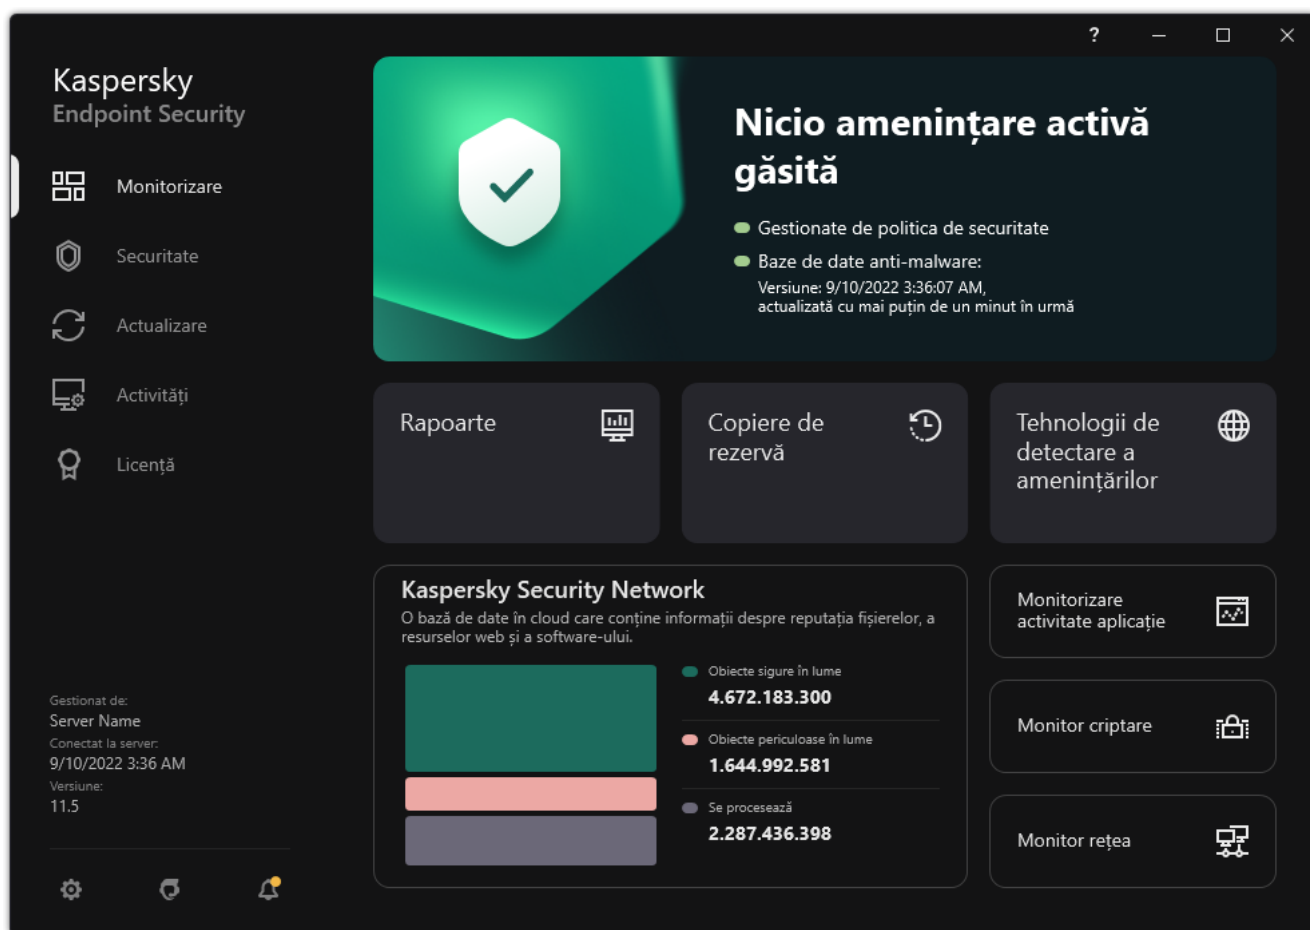 ?
Kaspersky
Endpoint Security
Monitorizare
Securitate
Actualizare
Activități
Licență
Gestionat de:
Server Name
Conectat la server:
9/10/2022 3:36 AM
Versiune:
11.5
Nicio amenințare activă
găsită
Gestionate de politica de securitate
Baze de date anti-malware:
Versiune: 9/10/2022 3:36:07 AM,
actualizată cu mai puțin de un minut în urmă
Rapoarte
Copiere de
rezervă
Tehnologii de
detectare a
amenințărilor
Kaspersky Security Network
O bază de date în cloud care conține informații despre reputația fișierelor, a
resurselor web și a software-ului.
Obiecte sigure în lume
4.672.183.300
Obiecte periculoase în lume
1.644.992.581
Se procesează
2.287.436.398
Monitorizare
activitate aplicație
Monitor criptare
Monitor rețea